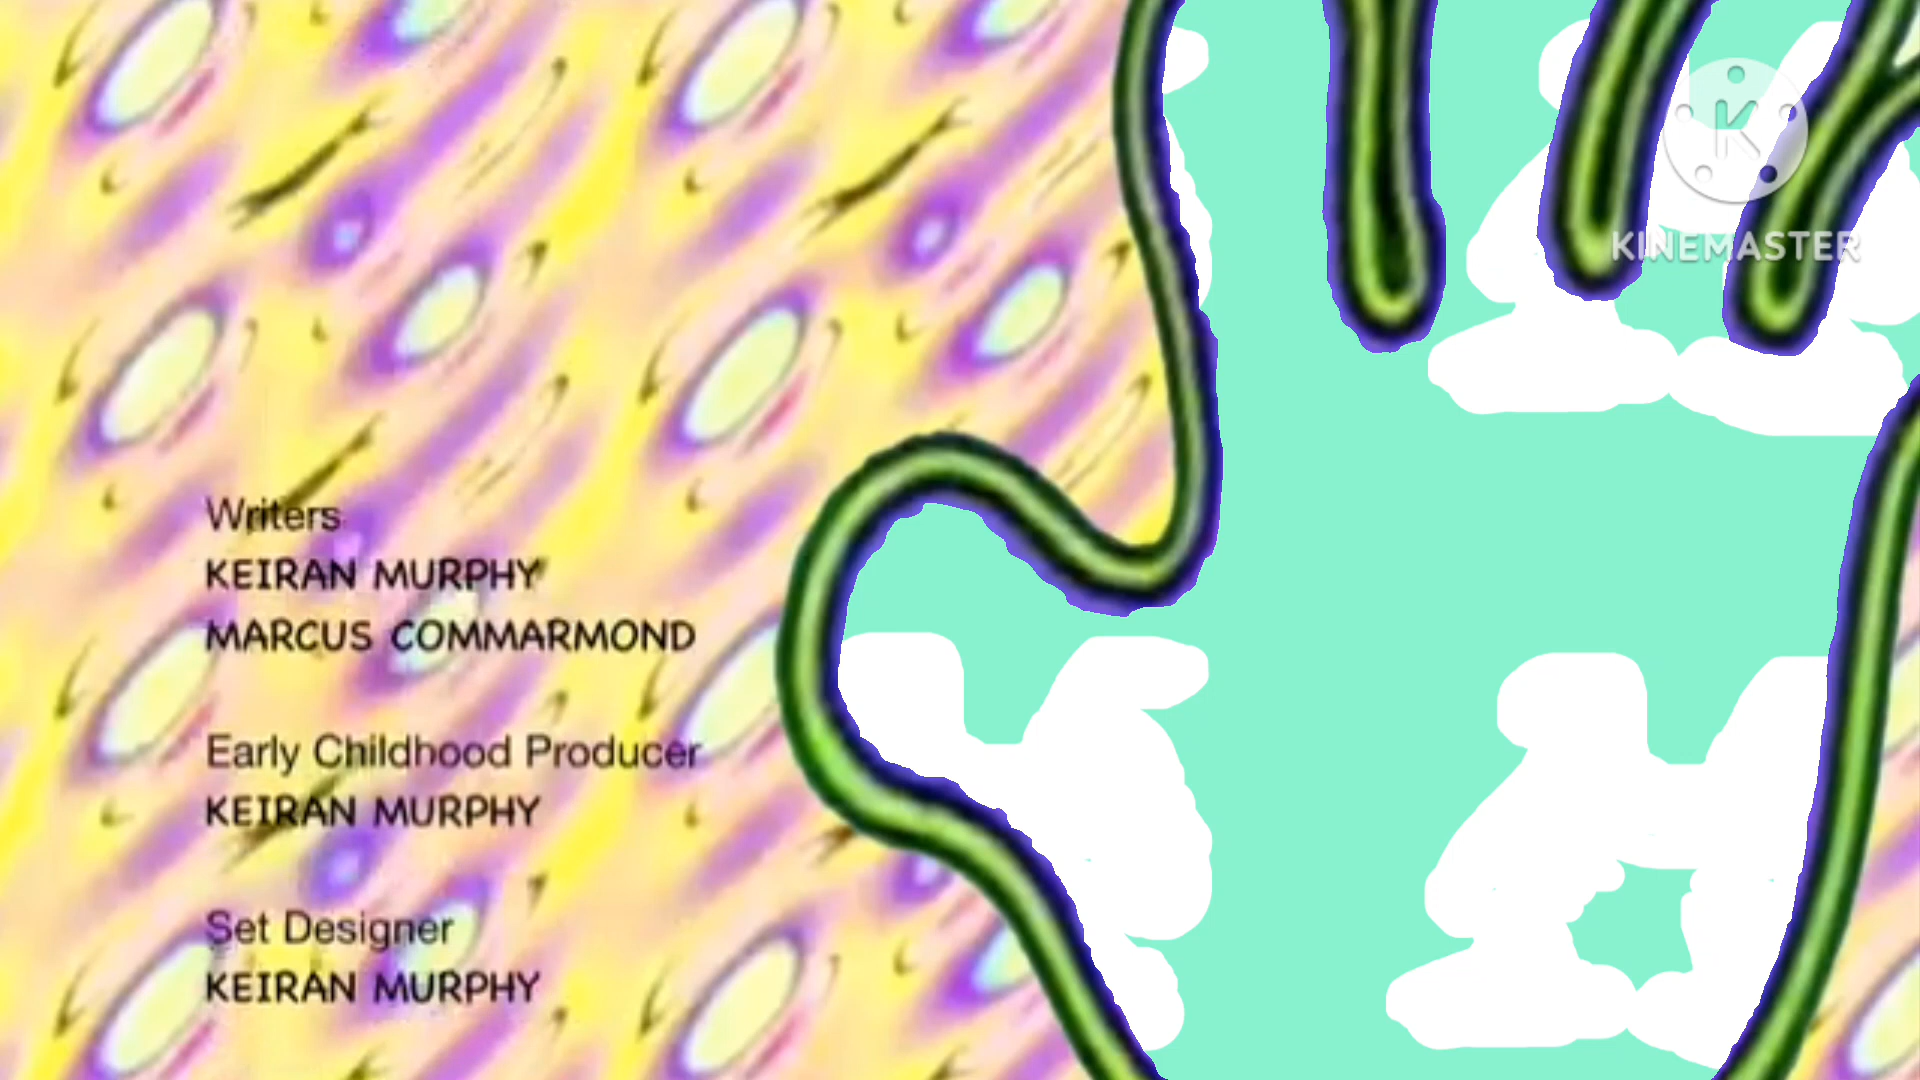 Writers
KEIRAN MURPHY
MARCUS COMMARMOND
Early Childhood Producer
KEIRAN MURPHY
Set Designer
KEIRAN MURPHY
K
KINEMASTER